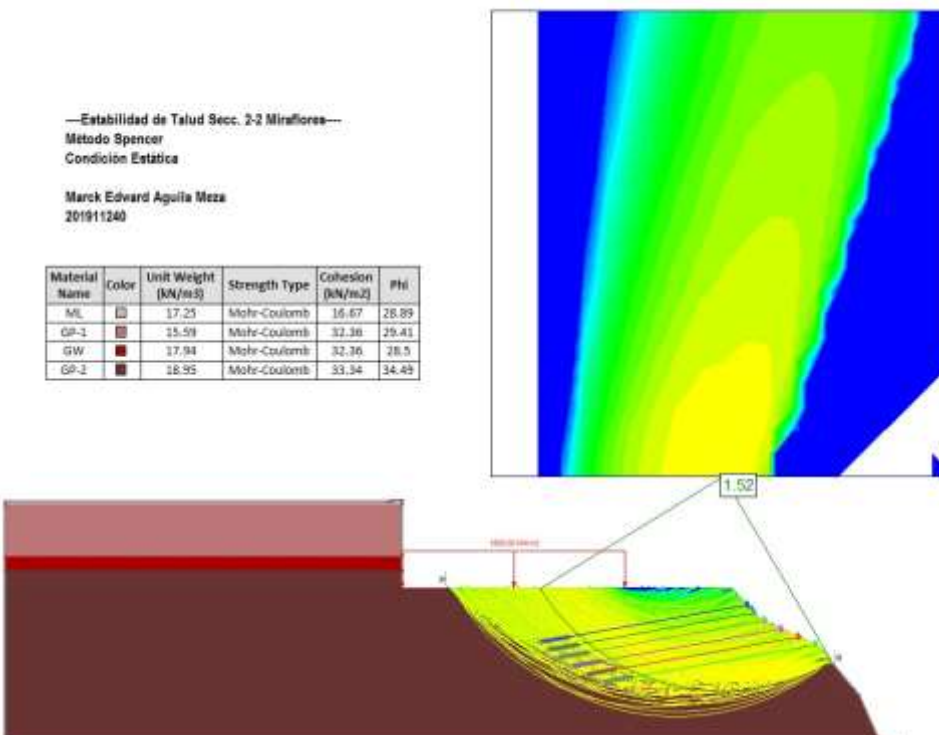 ----Estabilidad de Talud Secc. 2-2 Miraflores----
Método Spencer
Condición Estática
Marck Edward Aguila Meza
201911240
Material Name Color Unit Weight (kN/m3) Strength Type Cohesion (kN/m2) Phi
ML 17.25 Mohr-Coulomb 16.67 28.89
GP-1 15.59 Mohr-Coulomb 32.36 29.41
GW 17.94 Mohr-Coulomb 32.36 28.5
GP-2 18.95 Mohr-Coulomb 33.34 34.49
1.52